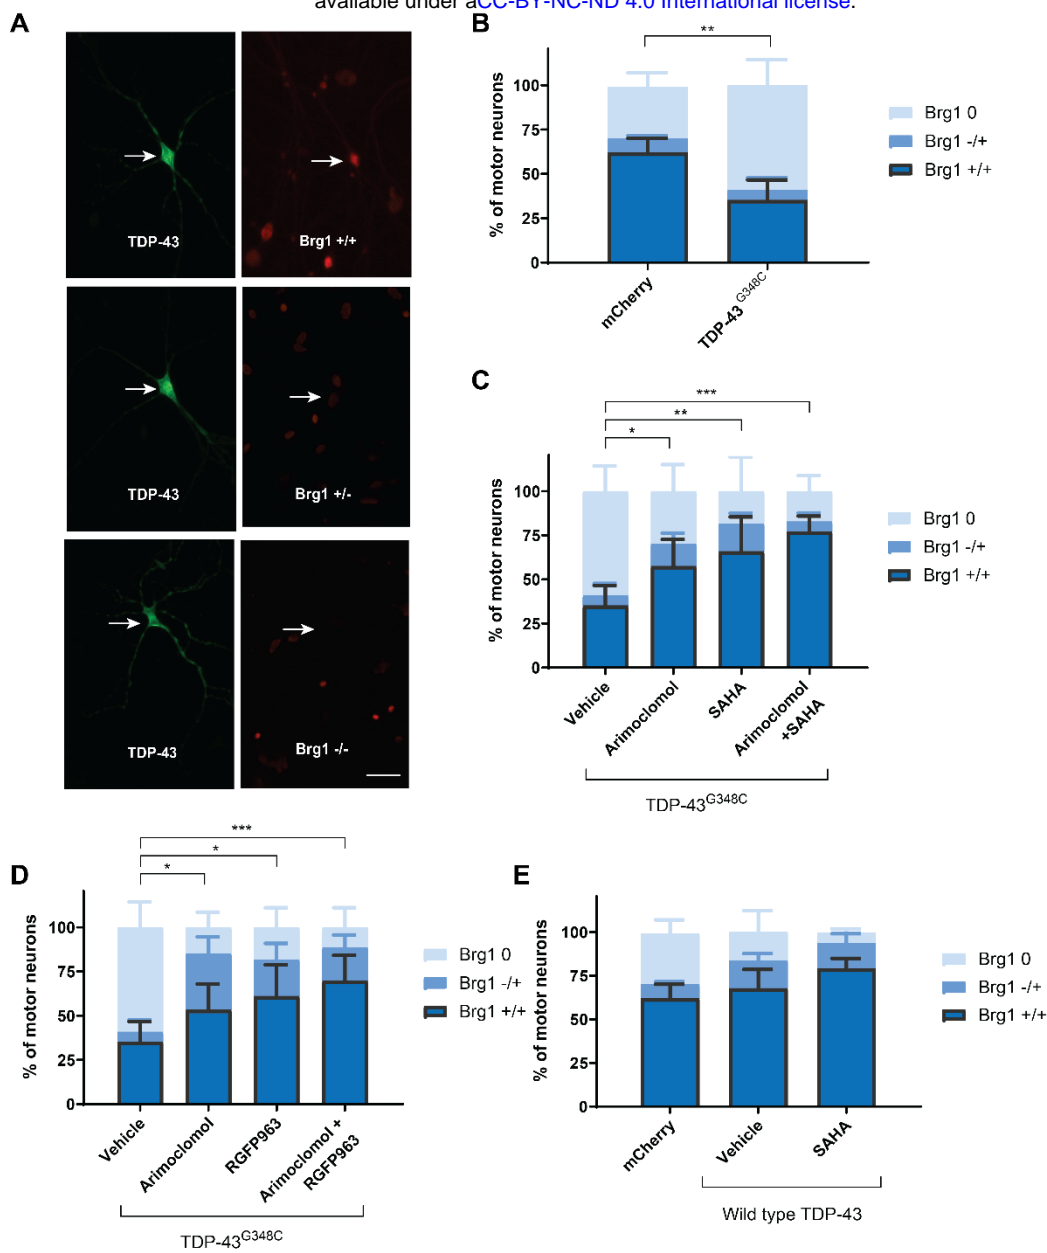 available under aCC-BY-NC-ND 4.0 International license.
A
TDP-43
Brg1 +/+
TDP-43
Brg1 +/-
TDP-43
Brg1 -/-
B
**
% of motor neurons
100
75
50
25
0
mCherry
TDP-43 G348C
Brg1 0
Brg1 -/+
Brg1 +/+
C
***
**
*
% of motor neurons
100
75
50
25
0
Vehicle
Arimoclomol
SAHA
Arimoclomol
+SAHA
TDP-43G348C
Brg1 0
Brg1 -/+
Brg1 +/+
D
***
*
*
% of motor neurons
100
75
50
25
0
Vehicle
Arimoclomol
RGFP963
Arimoclomol +
RGFP963
TDP-43G348C
Brg1 0
Brg1 -/+
Brg1 +/+
E
% of motor neurons
100
75
50
25
0
mCherry
Vehicle
SAHA
Wild type TDP-43
Brg1 0
Brg1 -/+
Brg1 +/+